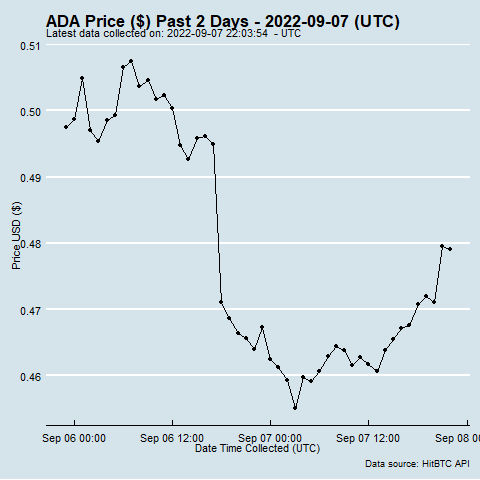 ADA Price ($) Past 2 Days - 2022-09-07 (UTC)
Latest data collected on: 2022-09-07 22:03:54 - UTC
0.51
0.50
0.49
0.48
0.47
0.46
Price USD ($)
Sep 06 00:00
Sep 06 12:00
Sep 07 00:00
Sep 07 12:00
Sep 08 0
Date Time Collected (UTC)
Data source: HitBTC API